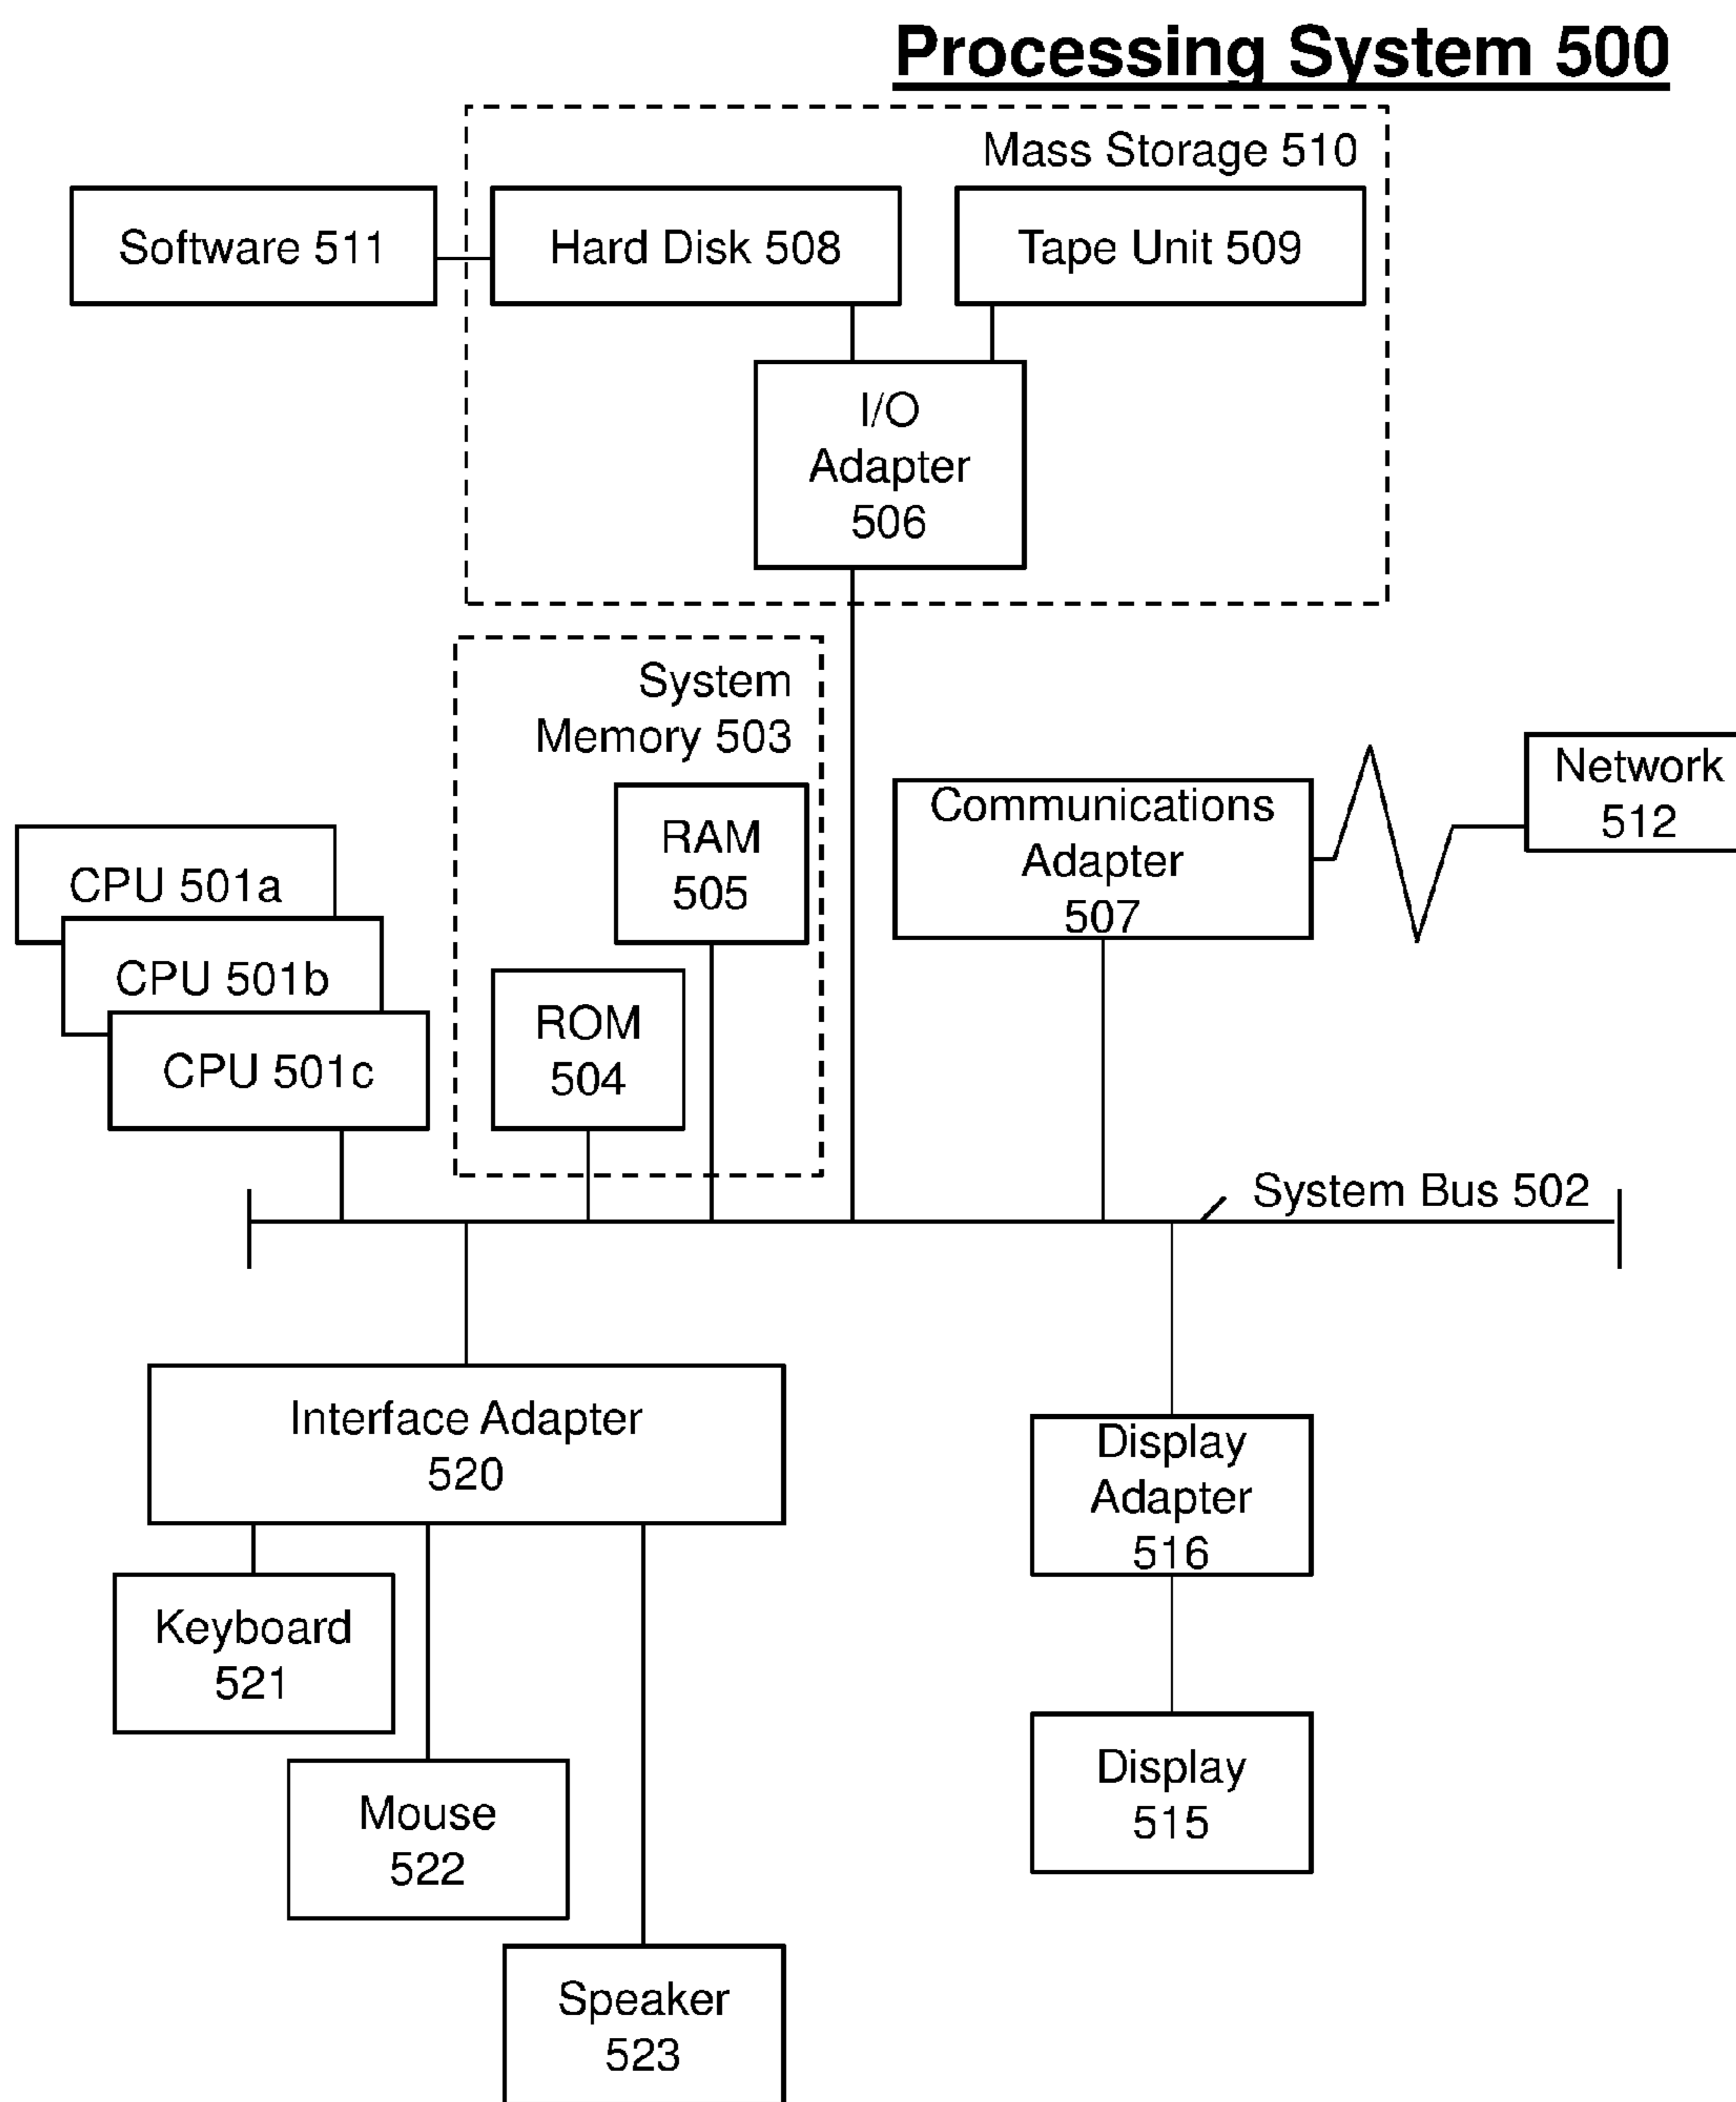 Processing System 500
Mass Storage 510
Software 511
Hard Disk 508
Tape Unit 509
I/O
Adapter
506
System
Memory 503
RAM
505
ROM
504
Communications
Adapter
507
Network
512
CPU 501a
CPU 501b
CPU 501c
System Bus 502
Interface Adapter
520
Display
Adapter
516
Keyboard
521
Mouse
522
Display
515
Speaker
523